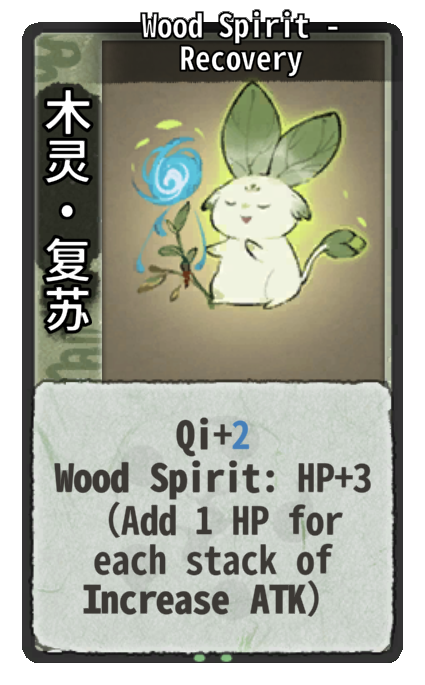 Wood Spirit -
Recovery
木灵·复苏
Qi+2
Wood Spirit: HP+3
(Add 1 HP for
each stack of
Increase ATK)